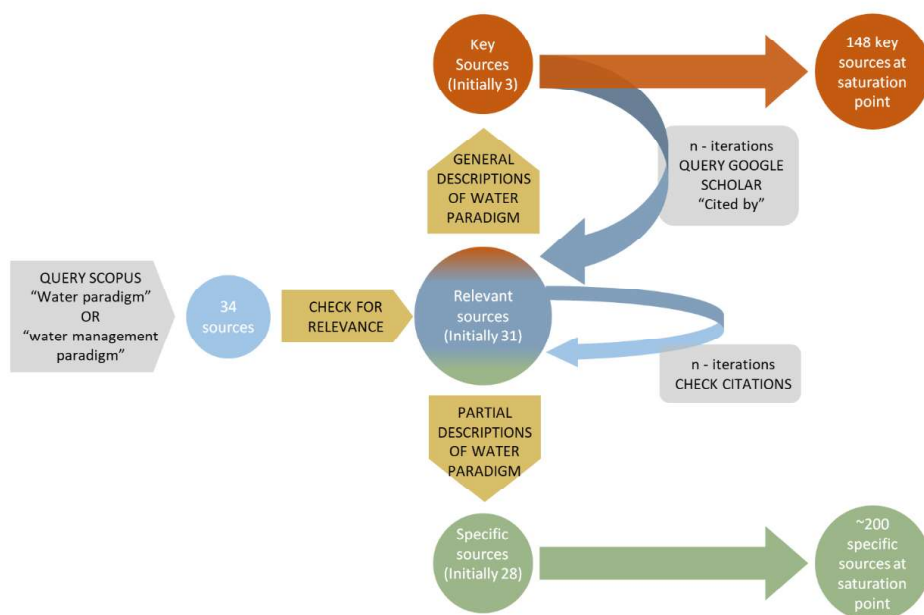 Key
Sources
(Initially 3)
148 key
sources at
saturation
point
n - iterations
QUERY GOOGLE
SCHOLAR
“Cited by”
GENERAL
DESCRIPTIONS
OF WATER
PARADIGM
QUERY SCOPUS
“Water paradigm”
OR
“water management
paradigm”
34
sources
CHECK FOR
RELEVANCE
Relevant
sources
(Initially 31)
n - iterations
CHECK CITATIONS
PARTIAL
DESCRIPTIONS
OF WATER
PARADIGM
Specific
sources
(Initially 28)
~200
specific
sources at
saturation
point